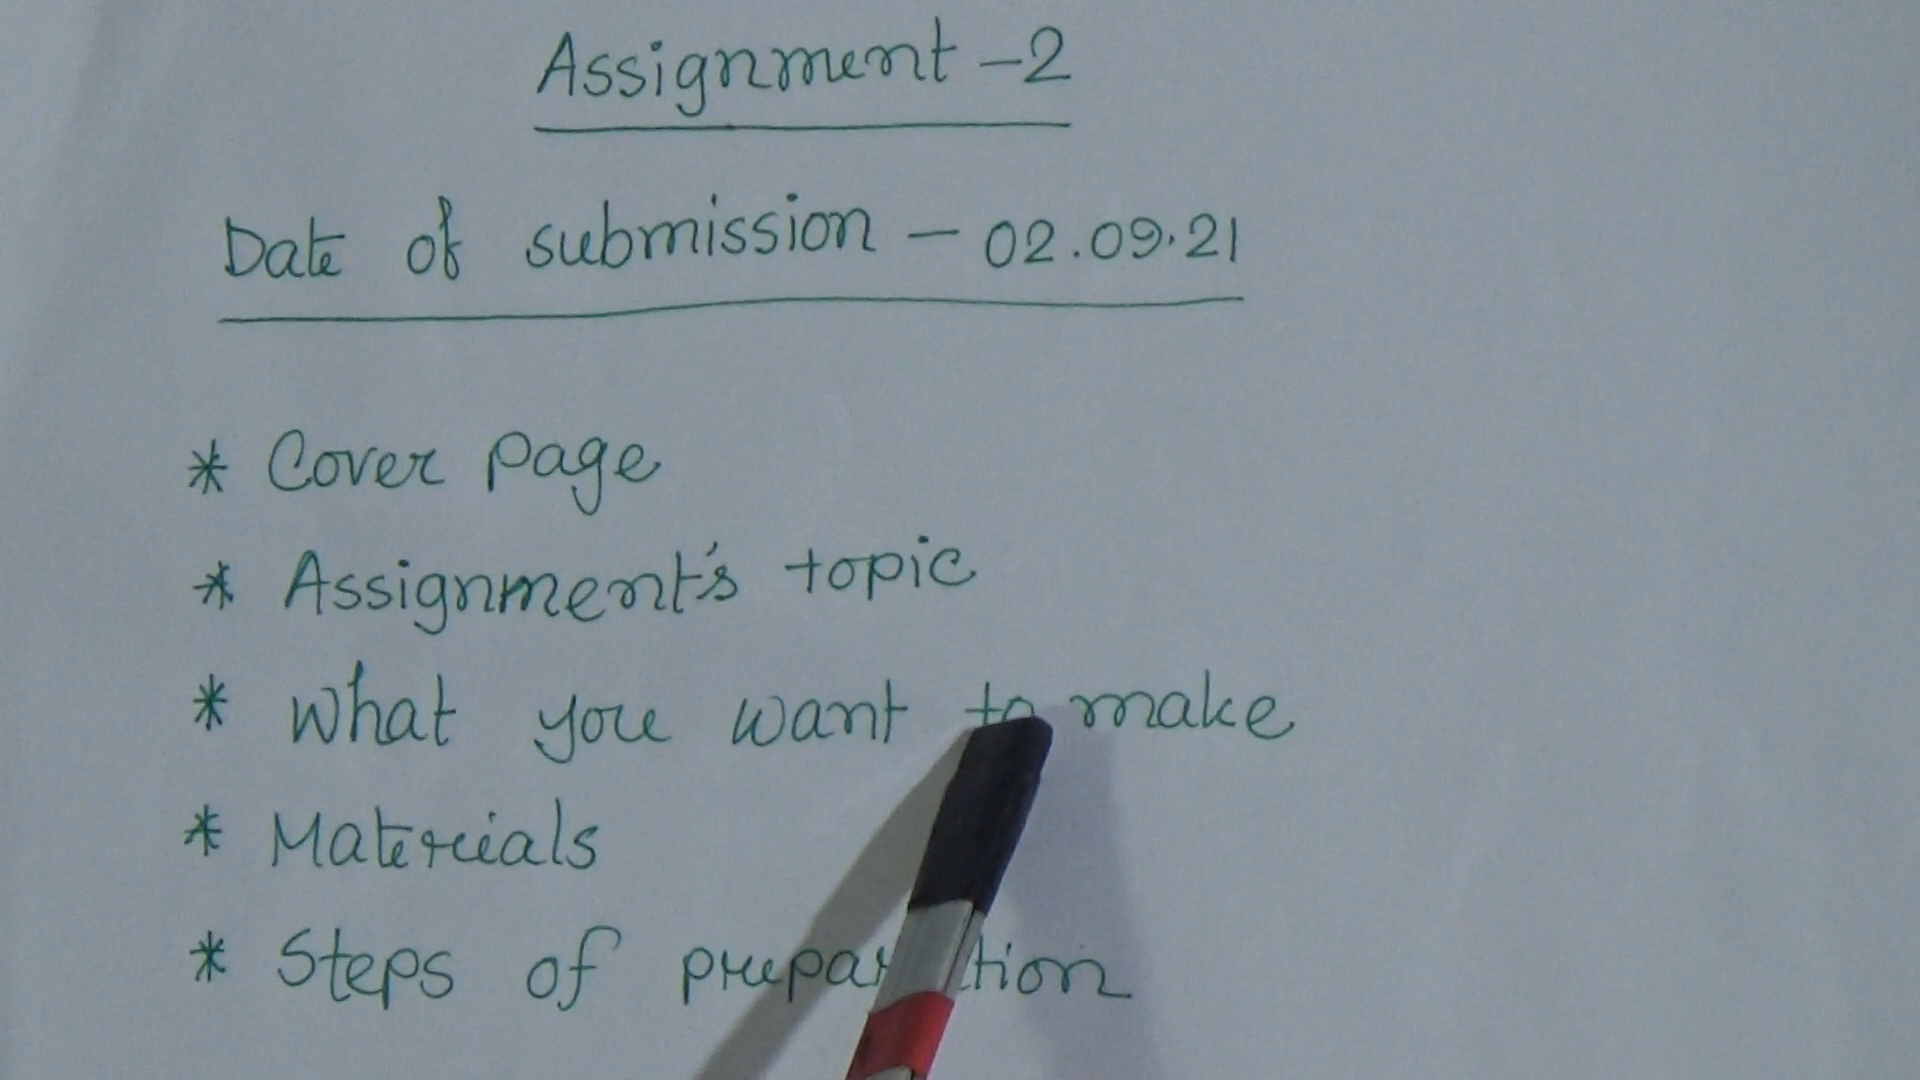 Assignment -2
Date of submission - 02.09.21
* Cover page
* Assignment's topic
* What you want to make
* Materials
* Steps of preparation